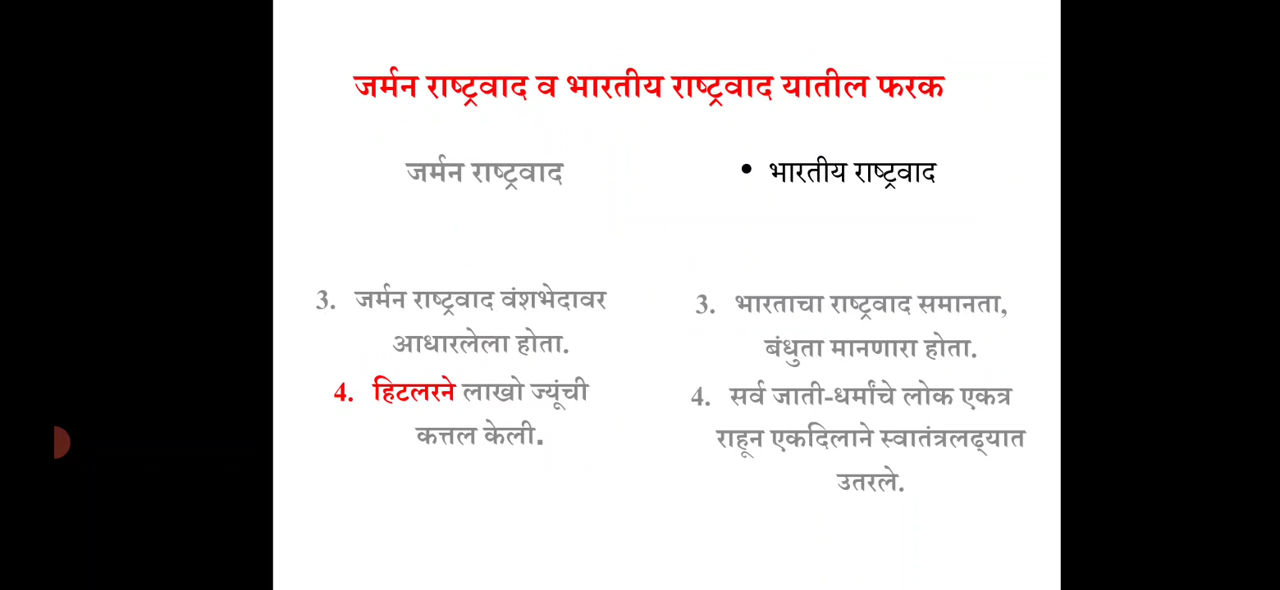 जर्मन राष्ट्रवाद व भारतीय राष्ट्रवाद यातील फरक
जर्मन राष्ट्रवाद
• भारतीय राष्ट्रवाद
3. जर्मन राष्ट्रवाद वंशभेदावर
आधारलेला होता.
4. हिटलरने लाखो ज्यूंची
कत्तल केली.
3. भारताचा राष्ट्रवाद समानता,
बंधुता मानणारा होता.
4. सर्व जाती-धर्मांचे लोक एकत्र
राहून एकदिलाने स्वातंत्रलढ्यात
उतरले.